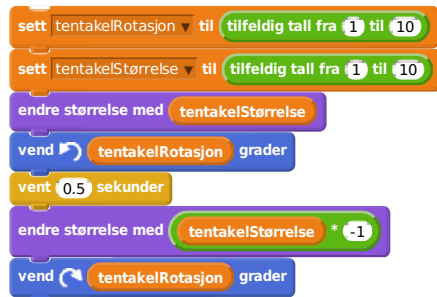 sett tentakelRotasjon til tilfeldig tall fra 1 til 10
sett tentakelStørrelse til tilfeldig tall fra 1 til 10
endre størrelse med tentakelStørrelse
vend tentakelRotasjon grader
vent 0.5 sekunder
endre størrelse med tentakelStørrelse * -1
vend tentakelRotasjon grader